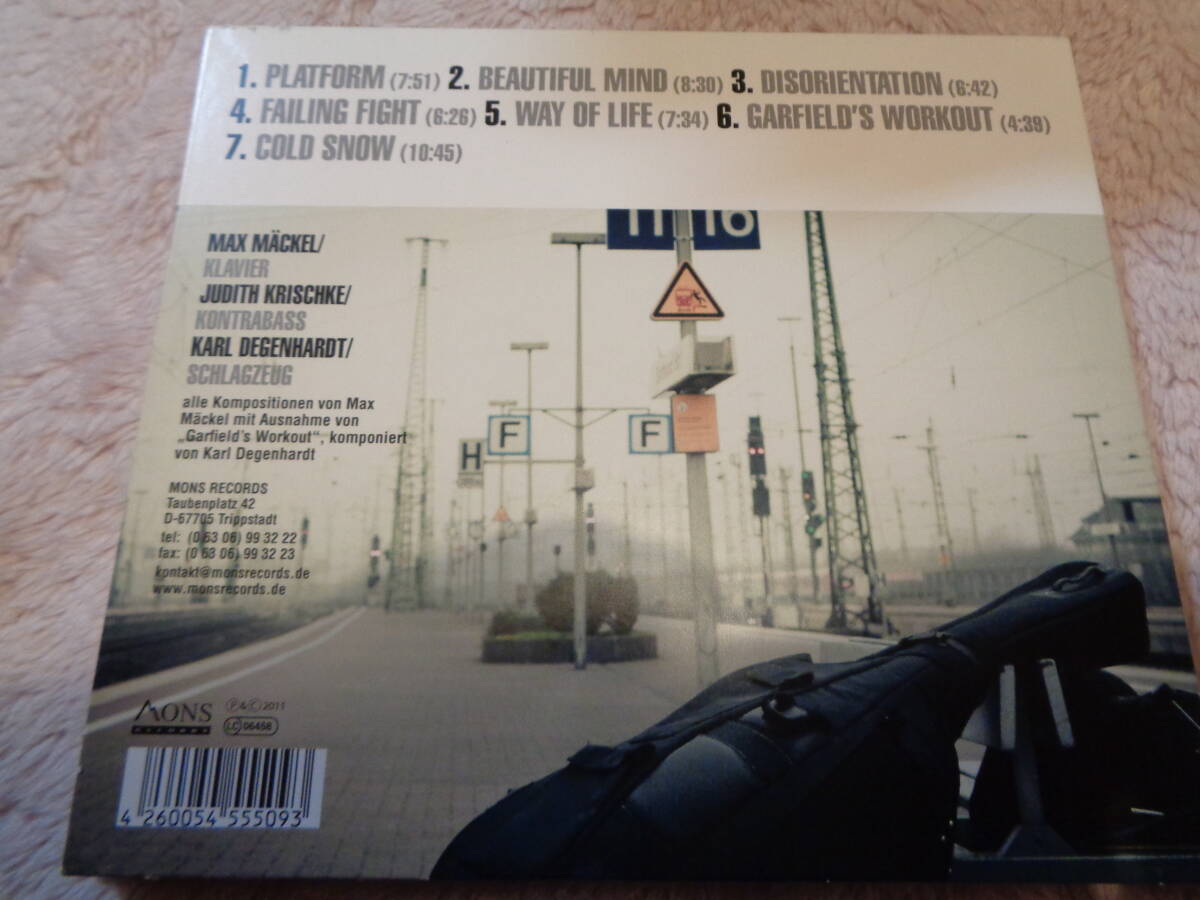 1. PLATFORM (7:51) 2. BEAUTIFUL MIND (8:30) 3. DISORIENTATION (6:42)
4. FAILING FIGHT (6:26) 5. WAY OF LIFE (7:34) 6. GARFIELD'S WORKOUT (4:39)
7. COLD SNOW (10:45)
MAX MÄCKEL/
KLAVIER
JUDITH KRISCHKE/
KONTRABASS
KARL DEGENHARDT/
SCHLAGZEUG
alle Kompositionen von Max
Mäckel mit Ausnahme von
„Garfield's Workout“, komponiert
von Karl Degenhardt
MONS RECORDS
Taubenplatz 42
D-67705 Trippstadt
tel: (0 63 06) 99 32 22
fax: (0 63 06) 99 32 23
kontakt@monsrecords.de
www.monsrecords.de
16
F
F
H
MONS
RECORDS
Ⓟ&Ⓒ2011
LC 06458
4 260054 555093